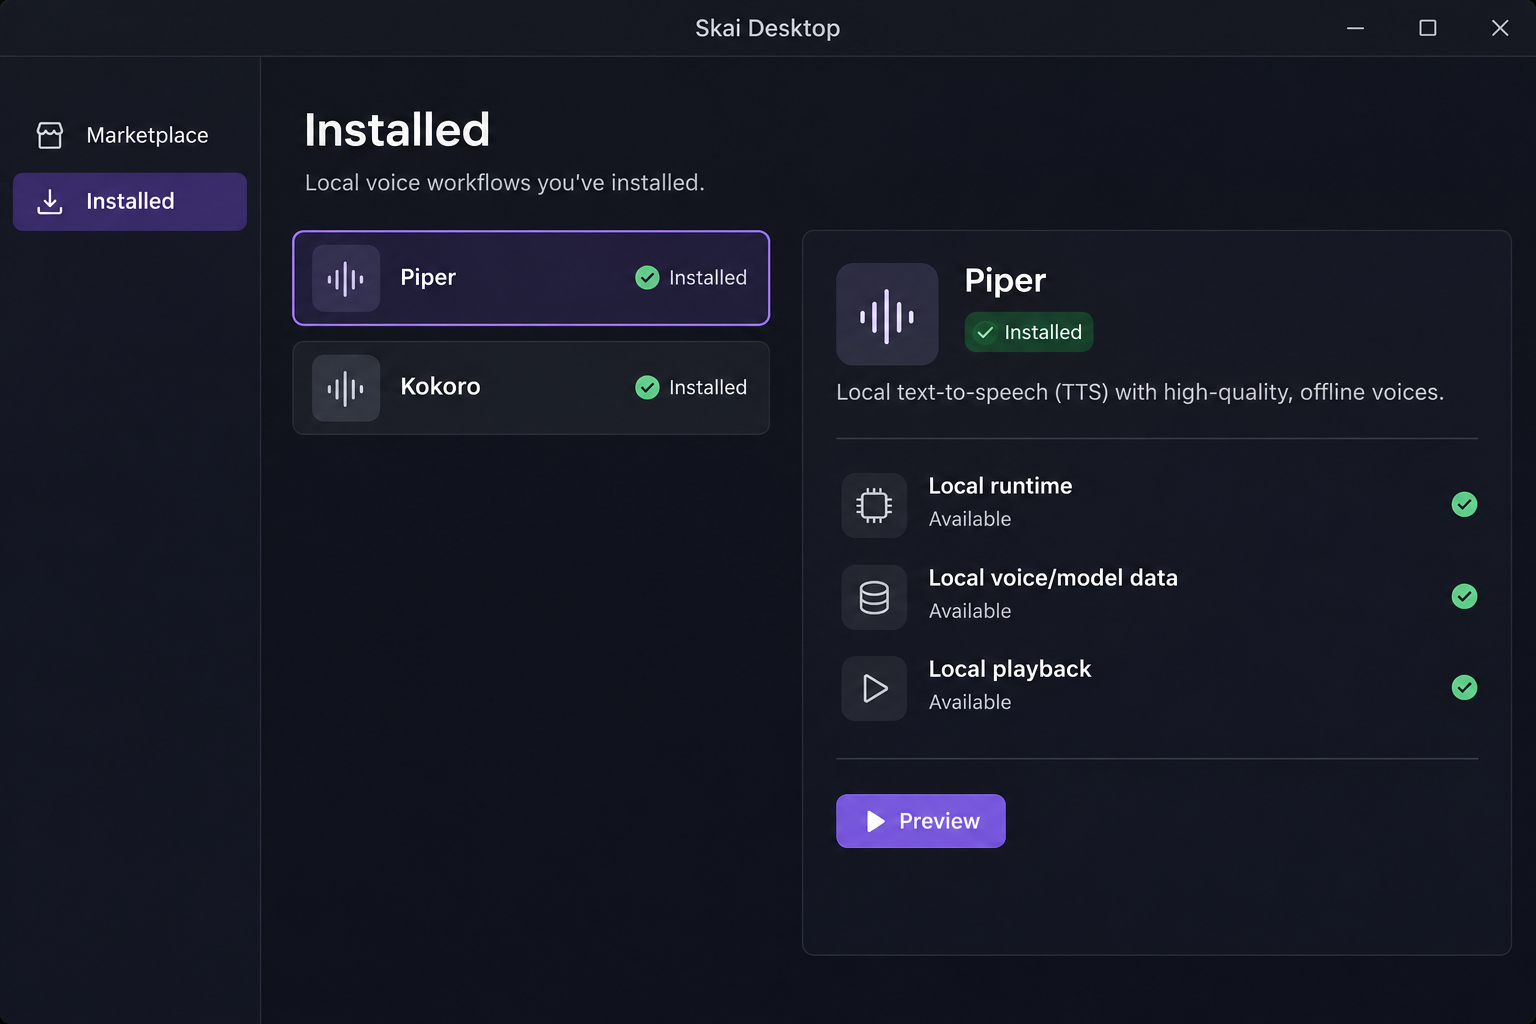 Skai Desktop
Marketplace
Installed
Installed
Local voice workflows you've installed.
Piper
Installed
Kokoro
Installed
Piper
Installed
Local text-to-speech (TTS) with high-quality, offline voices.
Local runtime
Available
Local voice/model data
Available
Local playback
Available
Preview